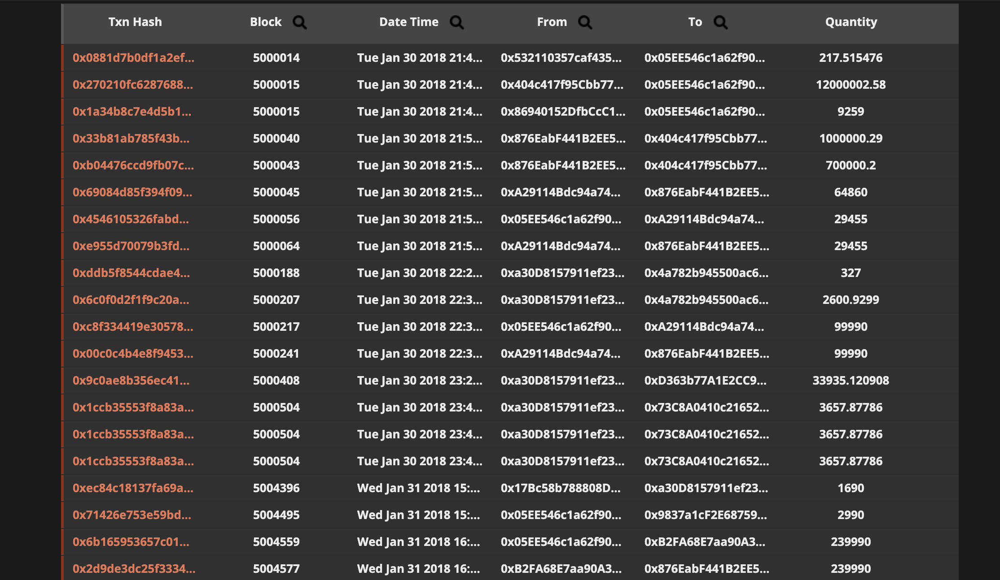 Txn Hash Block Date Time From To Quantity
0x0881d7b0df1a2ef... 5000014 Tue Jan 30 2018 21:4... 0x532110357caf435... 0x05EE546c1a62f90... 217.515476
0x270210fc6287688... 5000015 Tue Jan 30 2018 21:4... 0x404c417f95Cbb77... 0x05EE546c1a62f90... 12000002.58
0x1a34b8c7e4d5b1... 5000015 Tue Jan 30 2018 21:4... 0x86940152DfbCcC1... 0x05EE546c1a62f90... 9259
0x33b81ab785f43b... 5000040 Tue Jan 30 2018 21:5... 0x876EabF441B2EE5... 0x404c417f95Cbb77... 1000000.29
0xb04476ccd9fb07c... 5000043 Tue Jan 30 2018 21:5... 0x876EabF441B2EE5... 0x404c417f95Cbb77... 700000.2
0x69084d85f394f09... 5000045 Tue Jan 30 2018 21:5... 0xA29114Bdc94a74... 0x876EabF441B2EE5... 64860
0x4546105326fabd... 5000056 Tue Jan 30 2018 21:5... 0x05EE546c1a62f90... 0xA29114Bdc94a74... 29455
0xe955d70079b3fd... 5000064 Tue Jan 30 2018 21:5... 0xA29114Bdc94a74... 0x876EabF441B2EE5... 29455
0xddb5f8544cdae4... 5000188 Tue Jan 30 2018 22:2... 0xa30D8157911ef23... 0x4a782b945500ac6... 327
0x6c0f0d2f1f9c20a... 5000207 Tue Jan 30 2018 22:3... 0xa30D8157911ef23... 0x4a782b945500ac6... 2600.9299
0xc8f334419e30578... 5000217 Tue Jan 30 2018 22:3... 0x05EE546c1a62f90... 0xA29114Bdc94a74... 99990
0x00c0c4b4e8f9453... 5000241 Tue Jan 30 2018 22:3... 0xA29114Bdc94a74... 0x876EabF441B2EE5... 99990
0x9c0ae8b356ec41... 5000408 Tue Jan 30 2018 23:2... 0xa30D8157911ef23... 0xD363b77A1E2CC9... 33935.120908
0x1ccb35553f8a83a... 5000504 Tue Jan 30 2018 23:4... 0xa30D8157911ef23... 0x73C8A0410c21652... 3657.87786
0x1ccb35553f8a83a... 5000504 Tue Jan 30 2018 23:4... 0xa30D8157911ef23... 0x73C8A0410c21652... 3657.87786
0x1ccb35553f8a83a... 5000504 Tue Jan 30 2018 23:4... 0xa30D8157911ef23... 0x73C8A0410c21652... 3657.87786
0xec84c18137fa69a... 5004396 Wed Jan 31 2018 15:... 0x17Bc58b788808D... 0xa30D8157911ef23... 1690
0x71426e753e59bd... 5004495 Wed Jan 31 2018 15:... 0x05EE546c1a62f90... 0x9837a1cF2E68759... 2990
0x6b165953657c01... 5004559 Wed Jan 31 2018 16:... 0x05EE546c1a62f90... 0xB2FA68E7aa90A3... 239990
0x2d9de3dc25f3334... 5004577 Wed Jan 31 2018 16:... 0xB2FA68E7aa90A3... 0x876EabF441B2EE5... 239990